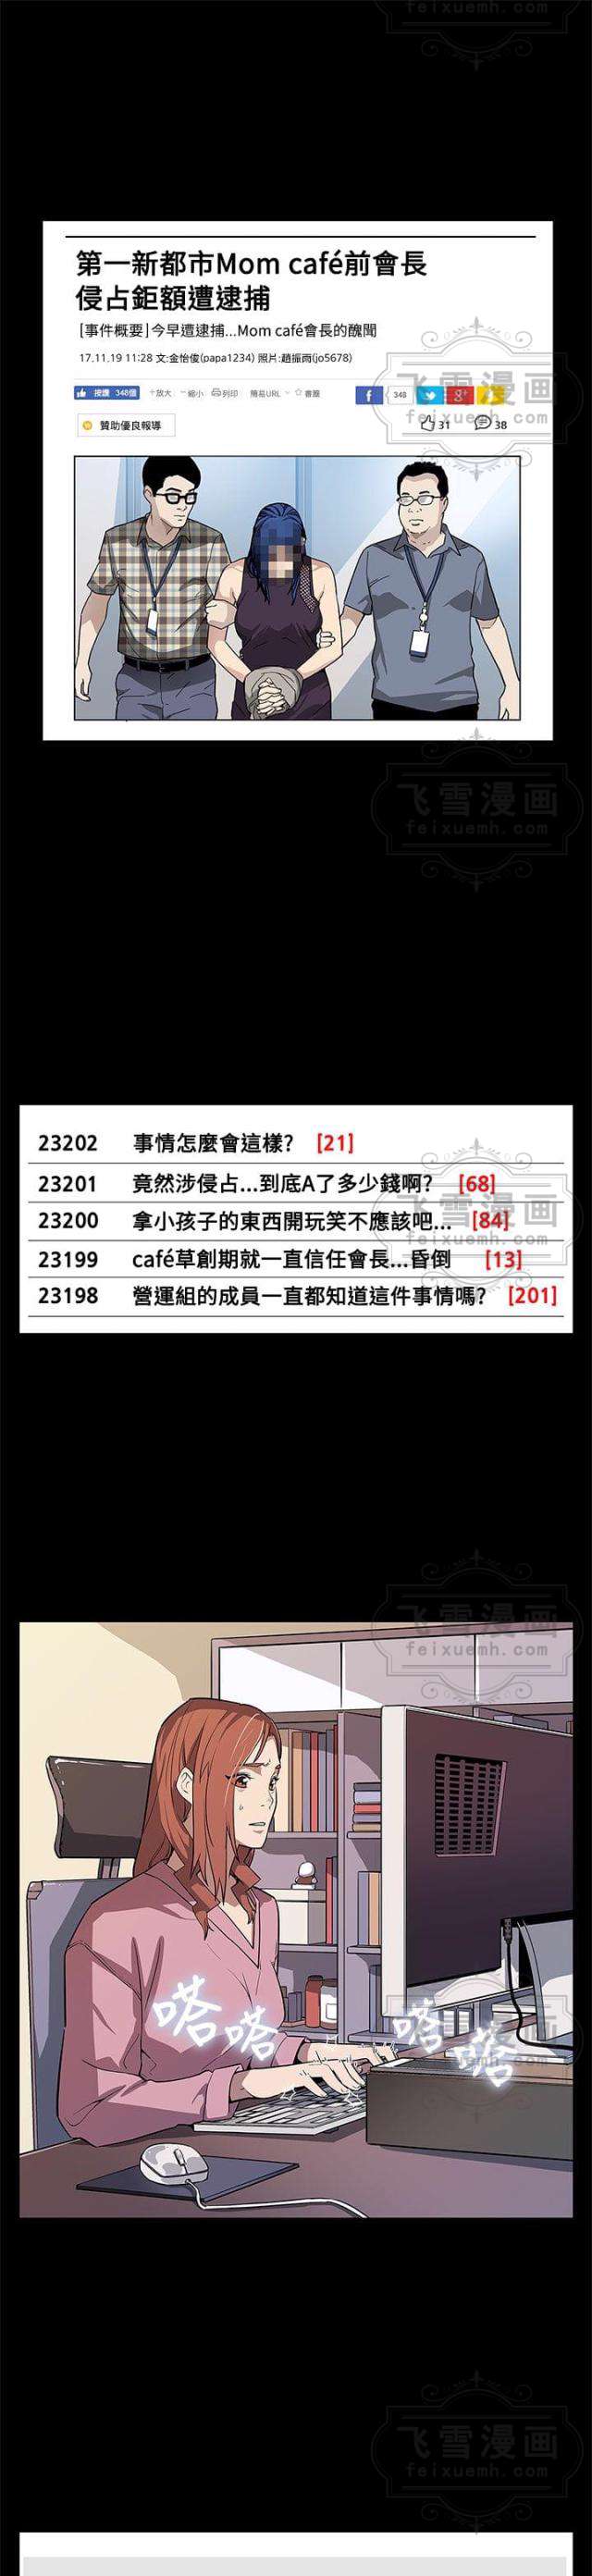 feixuemh.com
第一新都市Mom café前會長
侵占鉅額遭逮捕
[事件概要]今早遭逮捕...Mom café會長的醜聞
17.11.19 11:28 文:金怡俊(papa1234) 照片:趙振雨(jo5678)
按讚 348個 +放大 -縮小 列印 簡易URL 書籤 f 348 g+
飞雪漫画
贊助優良報導 31 38
飞雪漫画
feixuemh.com
23202 事情怎麼會這樣? [21]
23201 竟然涉侵占...到底A了多少錢啊? [68]
23200 拿小孩子的東西開玩笑不應該吧... [84]
23199 café草創期就一直信任會長...昏倒 [13]
23198 營運組的成員一直都知道這件事情嗎? [201]
飞雪漫画
feixuemh.com
嗒嗒
嗒嗒
飞雪漫画
feixuemh.com